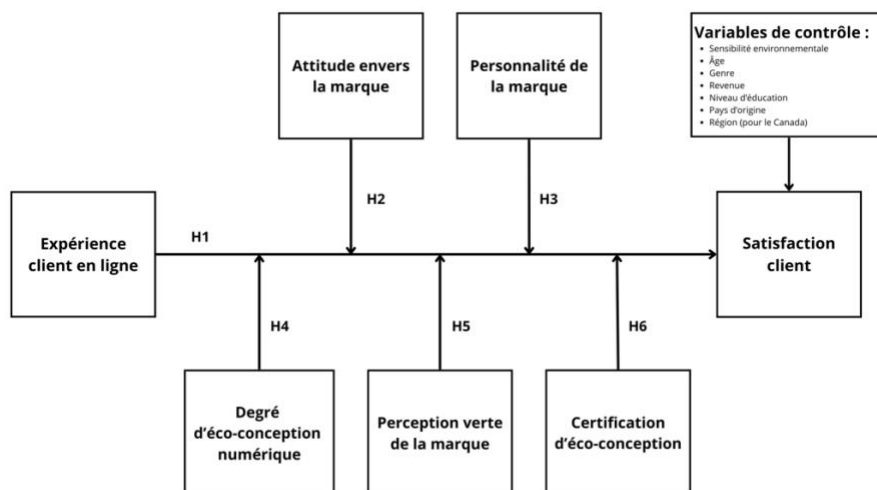 Attitude envers
la marque
Personnalité de
la marque
Variables de contrôle :
• Sensibilité environnementale
• Âge
• Genre
• Revenue
• Niveau d'éducation
• Pays d'origine
• Région (pour le Canada)
H2
H3
Expérience
client en ligne
H1
Satisfaction
client
H4
H5
H6
Degré
d'éco-conception
numérique
Perception verte
de la marque
Certification
d'éco-conception